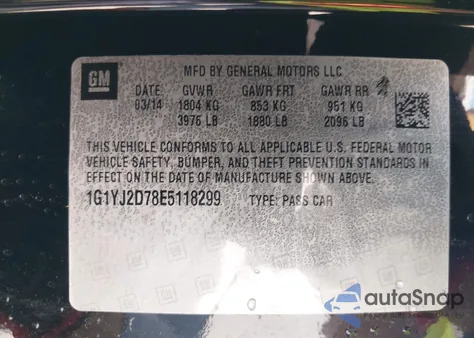 GM
MFD BY GENERAL MOTORS LLC
DATE GVWR GAWR FRT GAWR RR
03/14 1804 KG 853 KG 951 KG
3976 LB 1880 LB 2096 LB
THIS VEHICLE CONFORMS TO ALL APPLICABLE U.S. FEDERAL MOTOR
VEHICLE SAFETY, BUMPER, AND THEFT PREVENTION STANDARDS
IN EFFECT ON THE DATE OF MANUFACTURE SHOWN ABOVE.
1G1YJ2D78E5118299 TYPE: PASS CAR
autoSnap